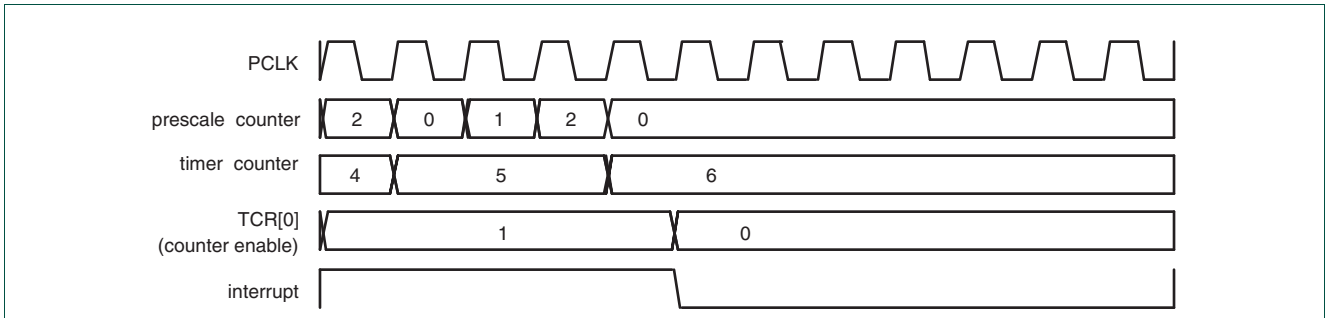 PCLK
prescale counter 2 0 1 2 0
timer counter 4 5 6
TCR[0]
(counter enable) 1 0
interrupt